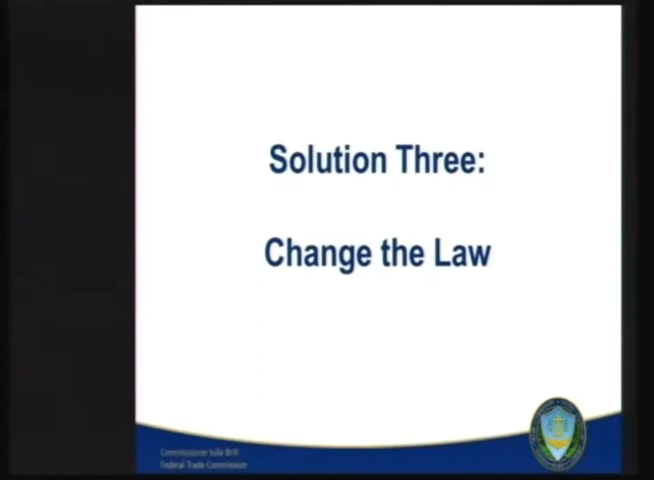 Solution Three:
Change the Law
Commissioner Julie Brill
Federal Trade Commission